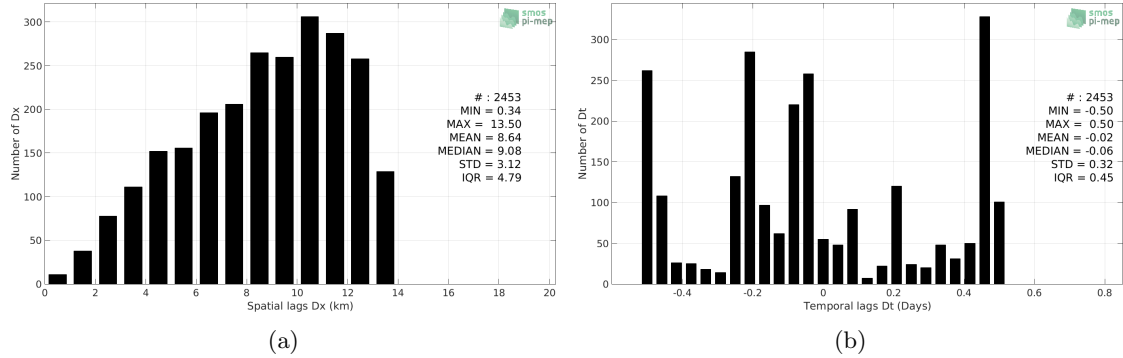 Number of Dx
300
250
200
150
100
50
0
0 2 4 6 8 10 12 14 16 18 20
Spatial lags Dx (km)
smos
pi-mep
# : 2453
MIN = 0.34
MAX = 13.50
MEAN = 8.64
MEDIAN = 9.08
STD = 3.12
IQR = 4.79
(a)
Number of Dt
300
250
200
150
100
50
0
-0.4 -0.2 0 0.2 0.4 0.6 0.8
Temporal lags Dt (Days)
smos
pi-mep
# : 2453
MIN = -0.50
MAX = 0.50
MEAN = -0.02
MEDIAN = -0.06
STD = 0.32
IQR = 0.45
(b)